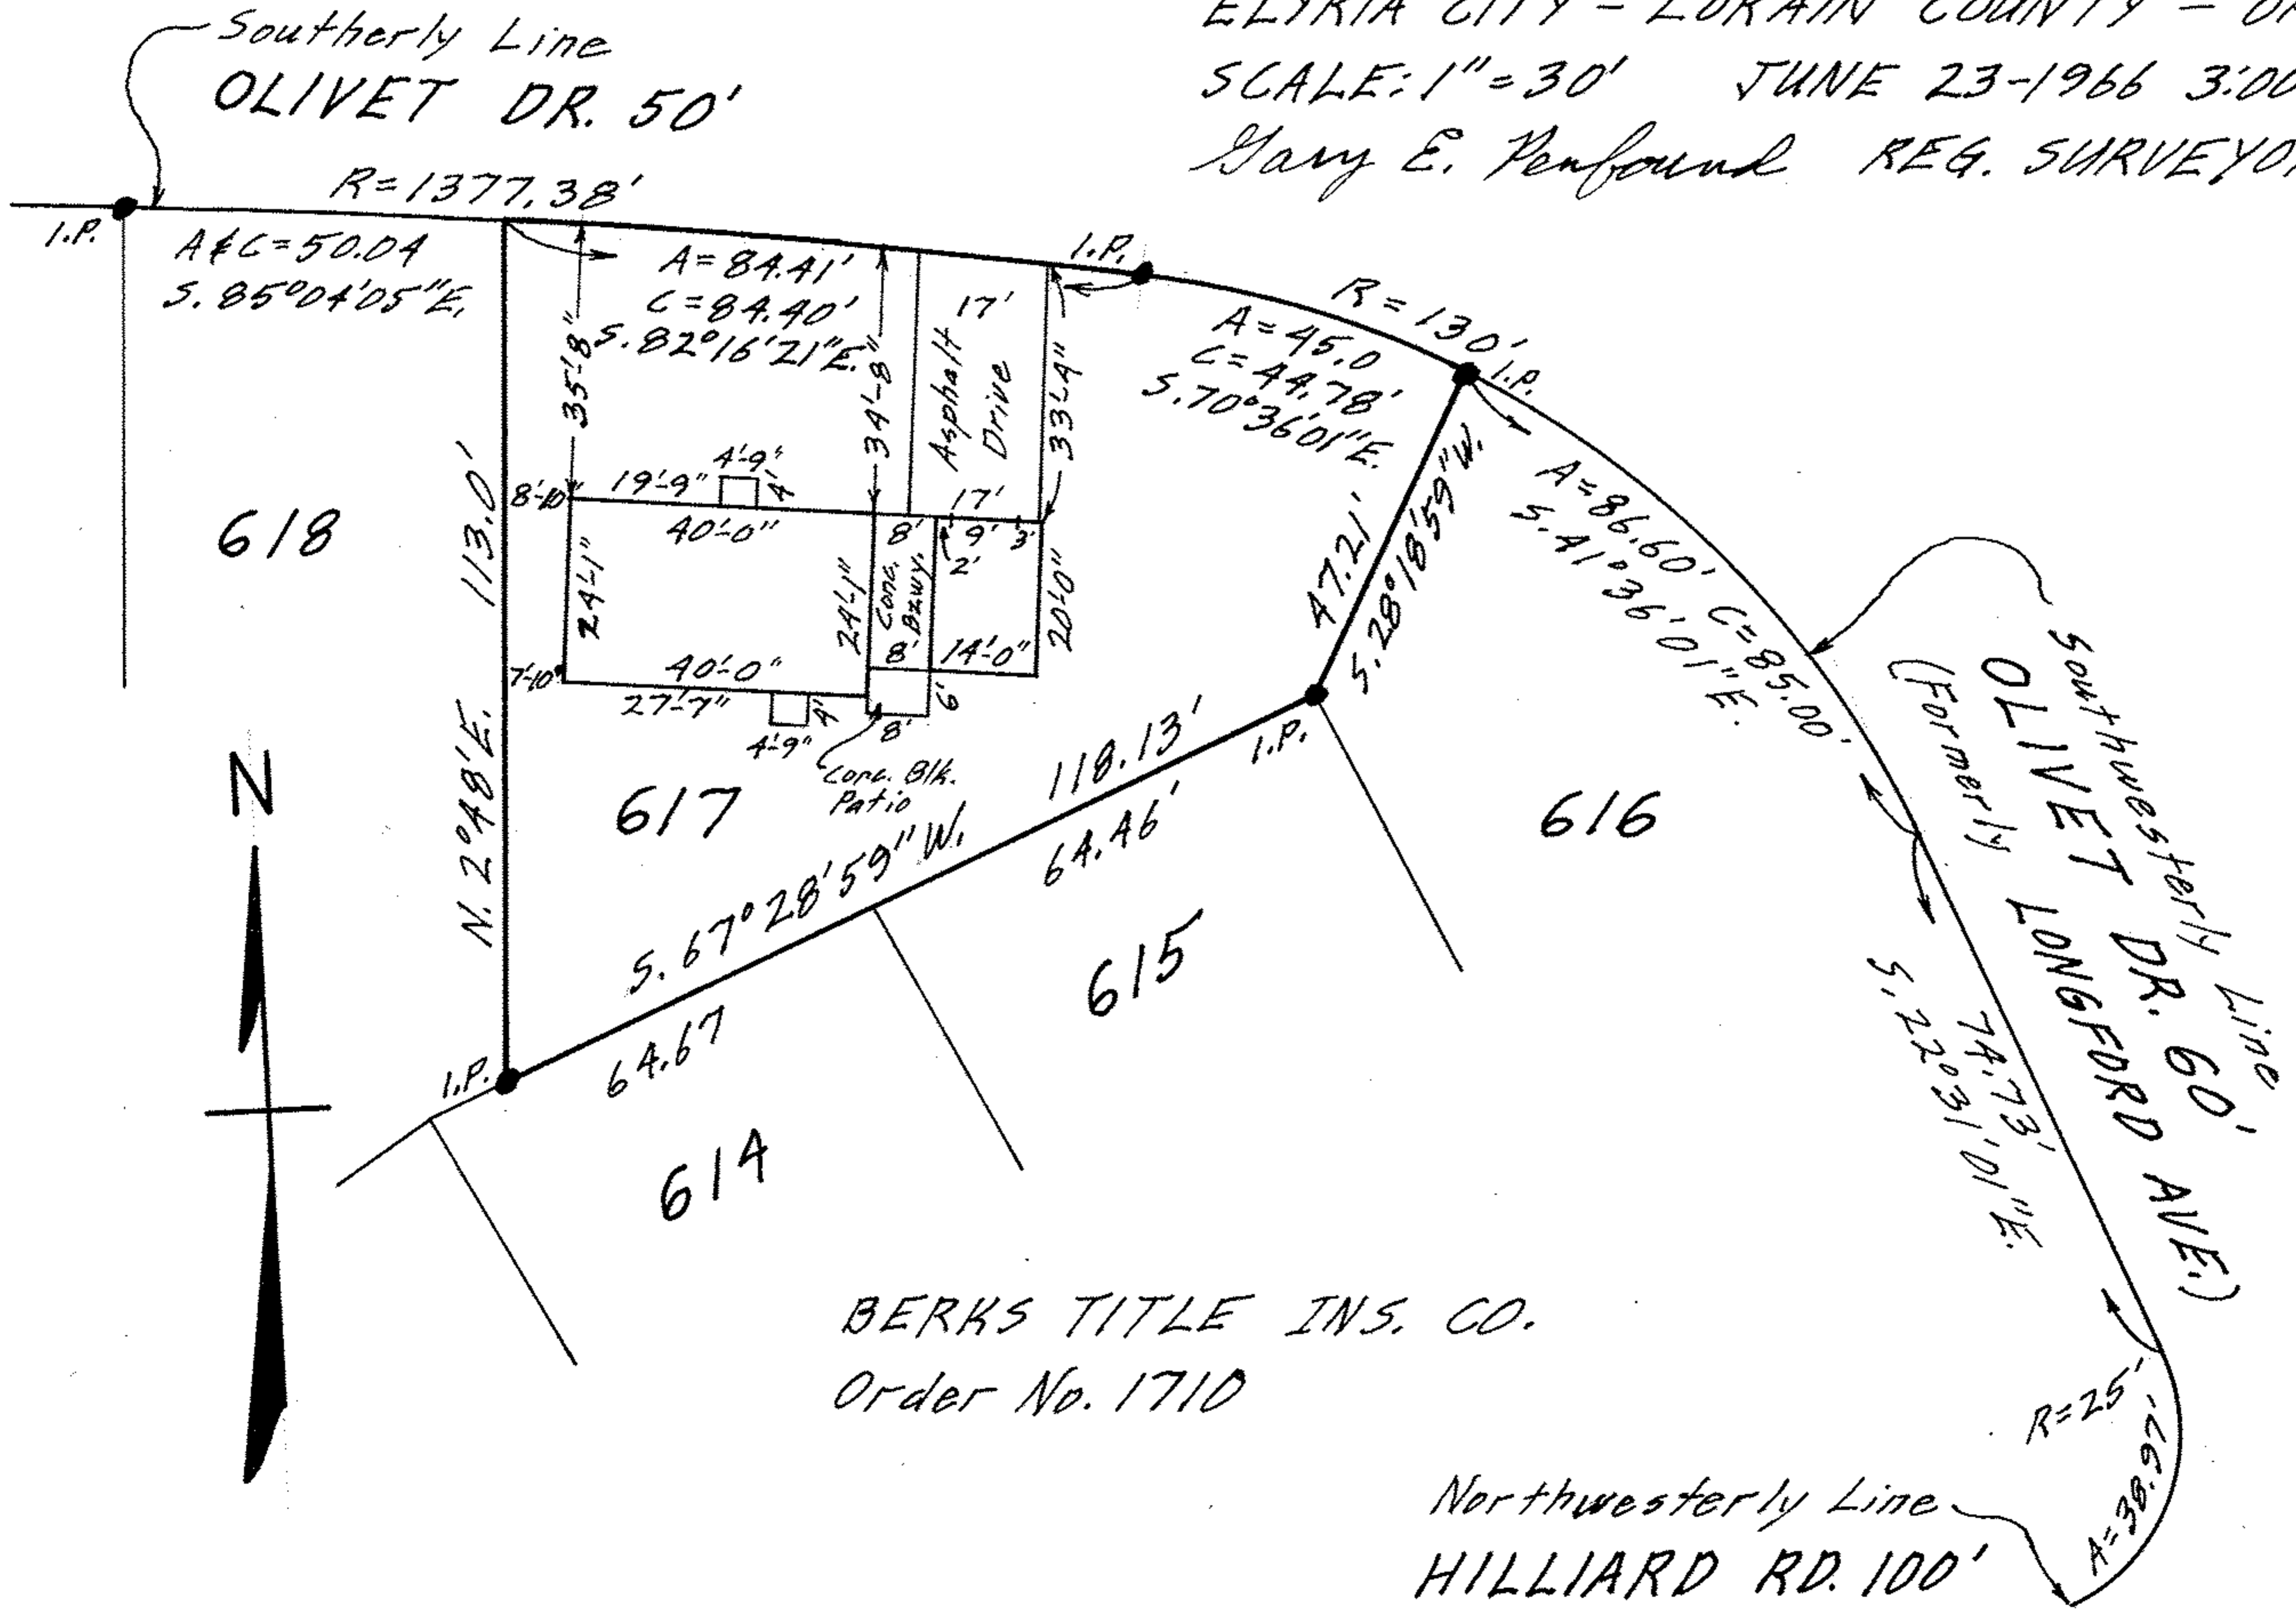 ELYRIA CITY - LORAIN COUNTY -
SCALE: 1" = 30' JUNE 23-1966 3:00
Gary E. Penfound REG. SURVEYOR
Southerly Line
OLIVET DR. 50'
R=1377.38'
I.P.
A&C=50.04
S. 85°04'05"E.
A=84.41'
C=84.40'
S. 82°16'21"E.
I.P.
R=130'
A=45.0
C=44.78'
S.70°36'01"E.
I.P.
35'-8"
34'-8"
17'
Asphalt
Drive
33'-4"
8'-10"
19'-9"
4'-9"
4'
40'-0"
8'
17'
9'
3'
2'
24'-1"
24'-1"
Conc.
Bzwy.
20'-0"
7'-10"
40'-0"
8'
14'-0"
27'-7"
4'
4'-9"
8'
6'
Conc. Blk.
Patio
618
N. 2°48'E. 113.0'
617
47.21'
S. 28°18'59"W.
A=86.60' C=85.00'
S. 41°36'01"E.
Southwesterly Line
OLIVET DR. 60'
(Formerly LONGFORD AVE.)
I.P.
118.13'
S. 67°28'59"W.
64.46'
64.67
616
615
614
I.P.
74.73'
S. 22°31'01"E.
N
BERKS TITLE INS. CO.
Order No. 1710
R=25'
A=38.97'
Northwesterly Line
HILLIARD RD. 100'